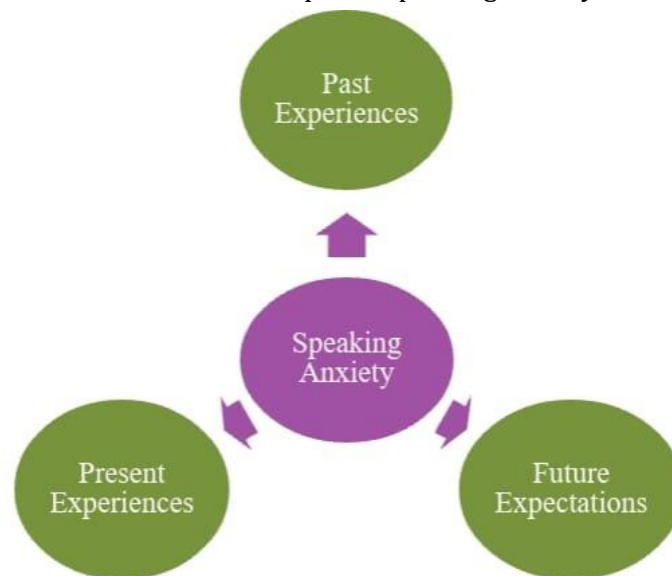 Past
Experiences
Speaking
Anxiety
Present
Experiences
Future
Expectations